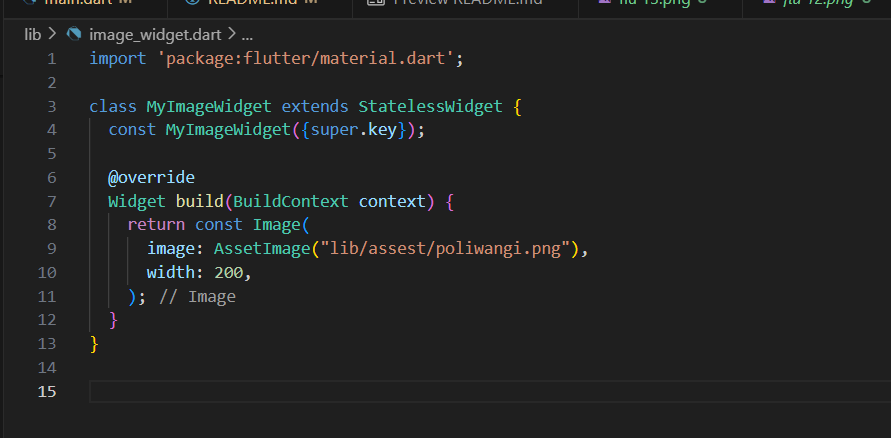 main.dart M README.md M Preview README.md flu-13.png U flu-12.png U
lib > image_widget.dart > ...
1 import 'package:flutter/material.dart';
2
3 class MyImageWidget extends StatelessWidget {
4 const MyImageWidget({super.key});
5
6 @override
7 Widget build(BuildContext context) {
8 return const Image(
9 image: AssetImage("lib/assest/poliwangi.png"),
10 width: 200,
11 ); // Image
12 }
13 }
14
15